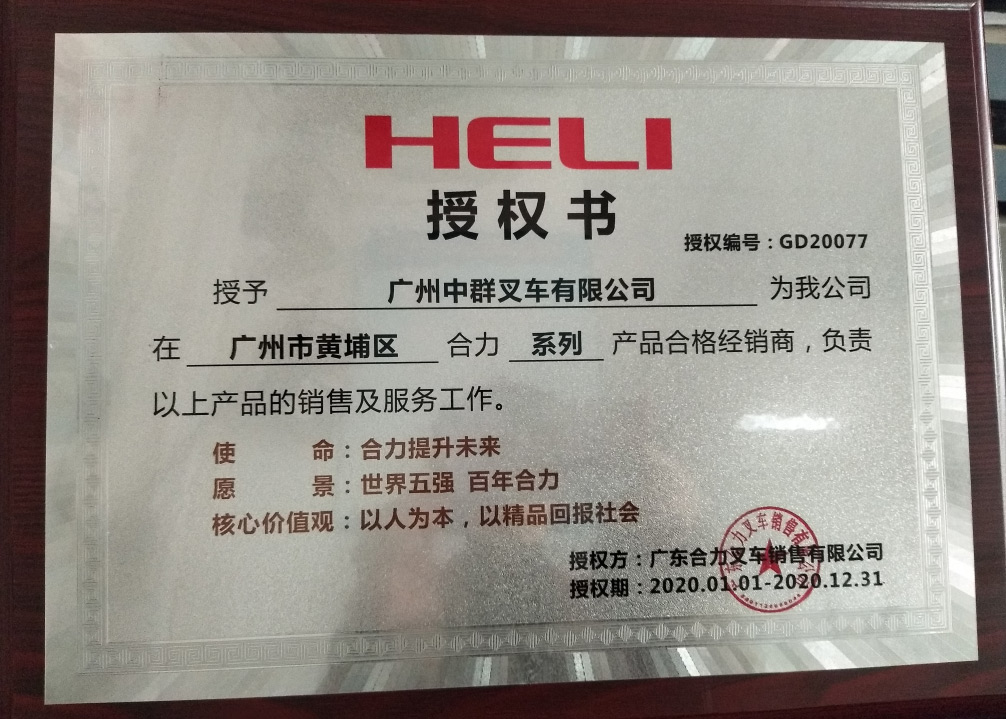 HELI
授权书
授权编号：GD20077
授予 广州中群叉车有限公司 为我公司
在 广州市黄埔区 合力 系列 产品合格经销商，负责
以上产品的销售及服务工作。
使命：合力提升未来
愿景：世界五强 百年合力
核心价值观：以人为本，以精品回报社会
授权方：广东合力叉车销售有限公司
授权期：2020.01.01-2020.12.31